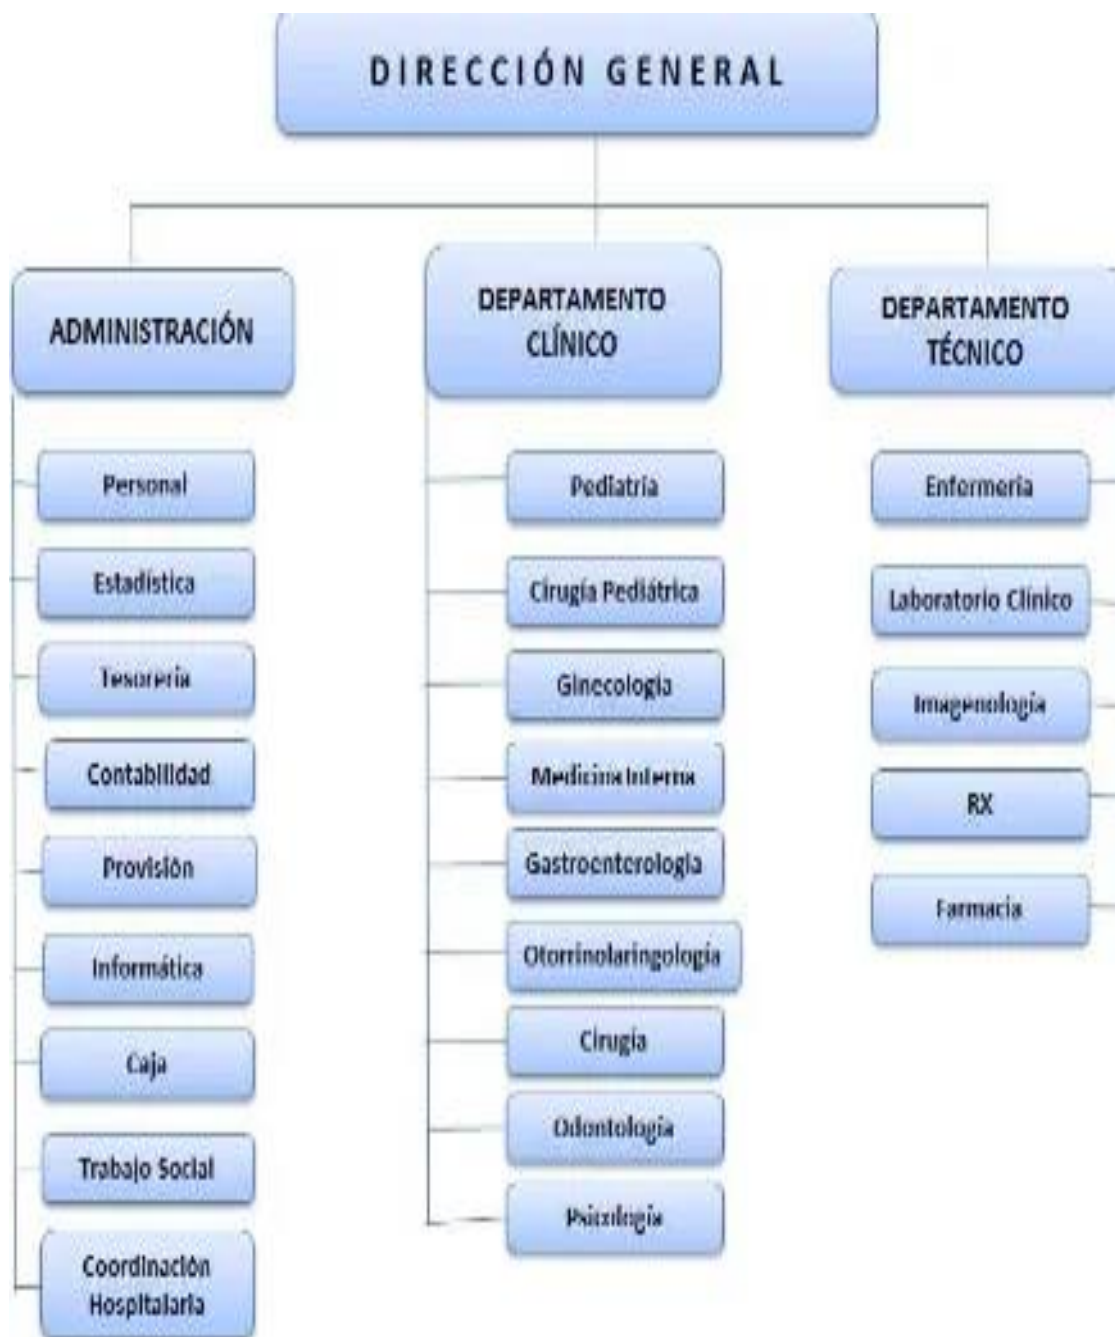 DIRECCIÓN GENERAL
ADMINISTRACIÓN
Personal
Estadística
Tesorería
Contabilidad
Provisión
Informática
Caja
Trabajo Social
Coordinación
Hospitalaria
DEPARTAMENTO
CLÍNICO
Pediatría
Cirugía Pediátrica
Ginecología
Medicina Interna
Gastroenterología
Otorrinolaringología
Cirugía
Odontología
Psicología
DEPARTAMENTO
TÉCNICO
Enfermería
Laboratorio Clínico
Imagenología
RX
Farmacia